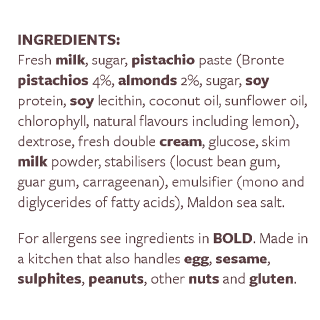 INGREDIENTS:
Fresh milk, sugar, pistachio paste (Bronte
pistachios 4%, almonds 2%, sugar, soy
protein, soy lecithin, coconut oil, sunflower oil,
chlorophyll, natural flavours including lemon),
dextrose, fresh double cream, glucose, skim
milk powder, stabilisers (locust bean gum,
guar gum, carrageenan), emulsifier (mono and
diglycerides of fatty acids), Maldon sea salt.
For allergens see ingredients in BOLD. Made in
a kitchen that also handles egg, sesame,
sulphites, peanuts, other nuts and gluten.